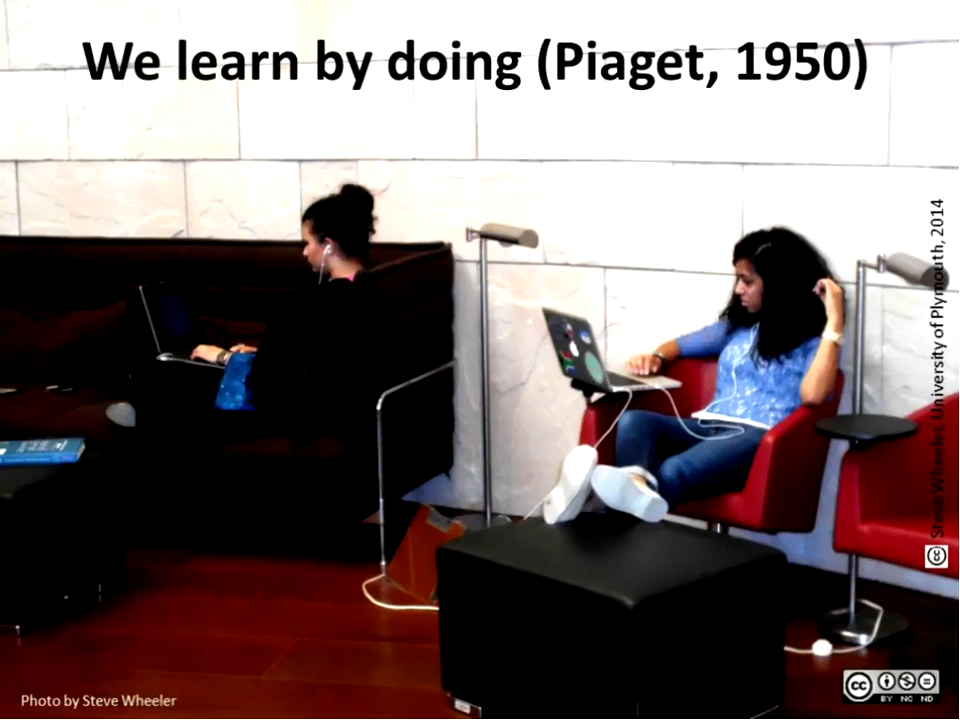 We learn by doing (Piaget, 1950)
Steve Wheeler, University of Plymouth, 2014
Photo by Steve Wheeler
cc
BY NC ND